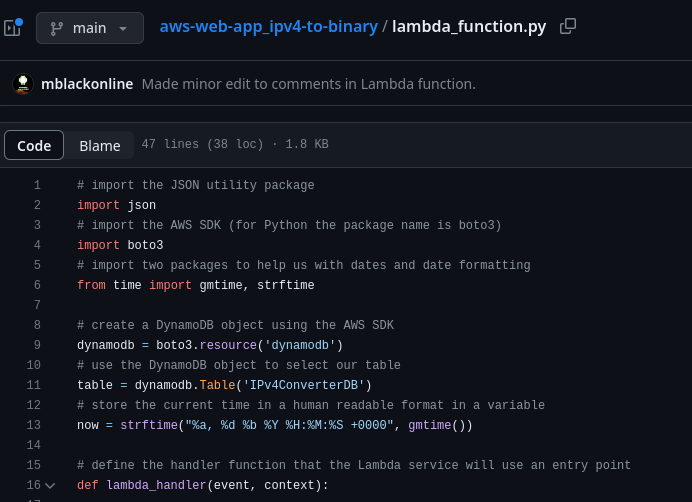 main
aws-web-app_ipv4-to-binary / lambda_function.py
mblackonline Made minor edit to comments in Lambda function.
Code Blame 47 lines (38 loc) · 1.8 KB
1 # import the JSON utility package
2 import json
3 # import the AWS SDK (for Python the package name is boto3)
4 import boto3
5 # import two packages to help us with dates and date formatting
6 from time import gmtime, strftime
7
8 # create a DynamoDB object using the AWS SDK
9 dynamodb = boto3.resource('dynamodb')
10 # use the DynamoDB object to select our table
11 table = dynamodb.Table('IPv4ConverterDB')
12 # store the current time in a human readable format in a variable
13 now = strftime("%a, %d %b %Y %H:%M:%S +0000", gmtime())
14
15 # define the handler function that the Lambda service will use an entry point
16 def lambda_handler(event, context):